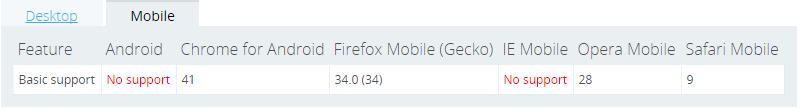 Desktop Mobile
Feature Android Chrome for Android Firefox Mobile (Gecko) IE Mobile Opera Mobile Safari Mobile
Basic support No support 41 34.0 (34) No support 28 9